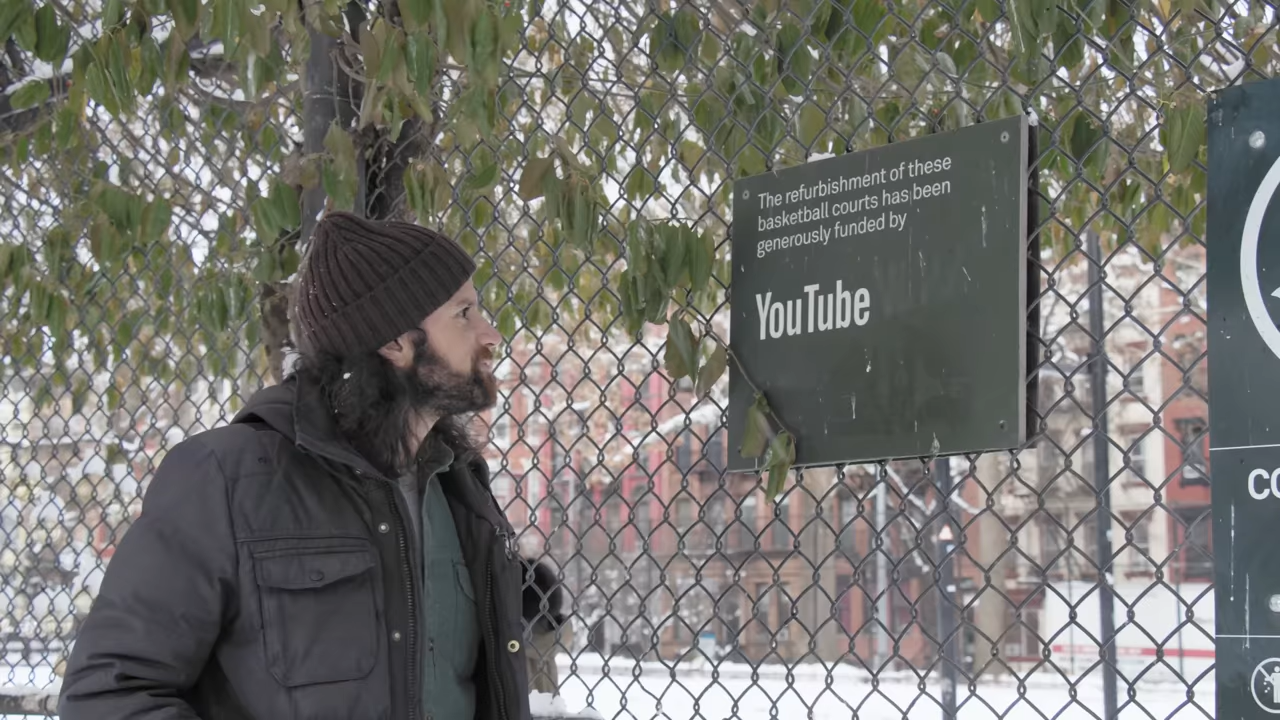 The refurbishment of these
basketball courts has been
generously funded by
YouTube
CO